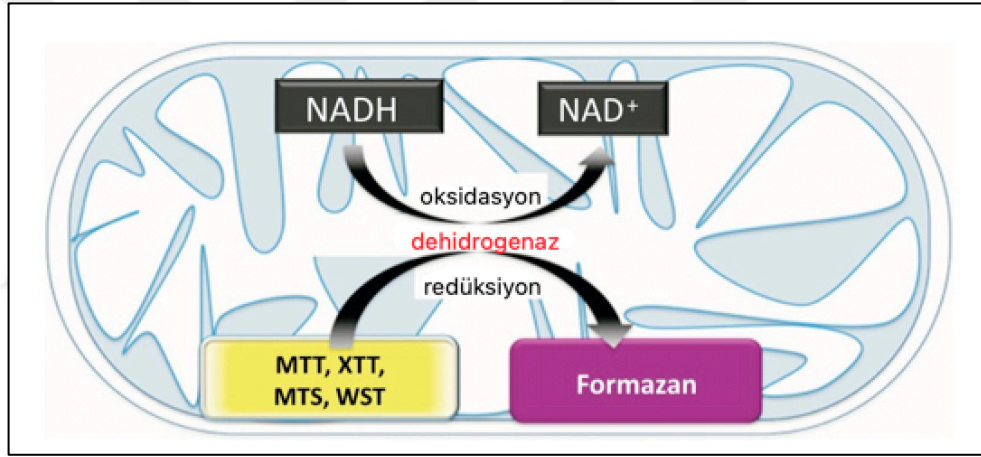 NADH
NAD⁺
oksidasyon
dehidrogenaz
redüksiyon
MTT, XTT,
MTS, WST
Formazan